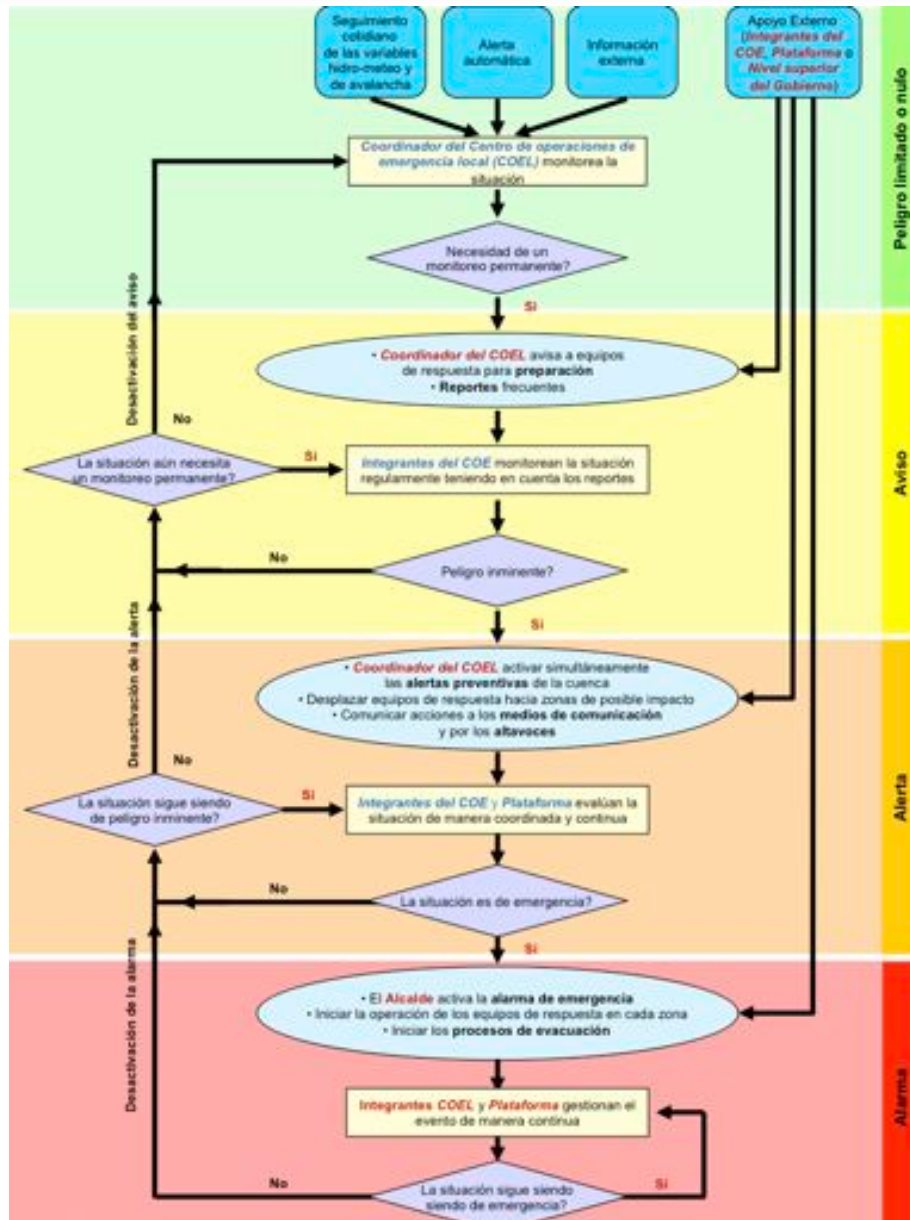 Seguimiento
cotidiano
de las variables
hidro-meteo y
de avalancha
Alerta
automática
Información
externa
Apoyo Externo
(Integrantes del
COE, Plataforma o
Nivel superior
del Gobierno)
Peligro limitado o nulo
Coordinador del Centro de operaciones de
emergencia local (COEL) monitorea la
situación
Necesidad de un
monitoreo permanente?
Si
Desactivación del aviso
Aviso
• Coordinador del COEL avisa a equipos
de respuesta para preparación
• Reportes frecuentes
No
La situación aún necesita
un monitoreo permanente?
Si
Integrantes del COE monitorean la situación
regularmente teniendo en cuenta los reportes
No
Peligro inminente?
Si
Desactivación de la alerta
Alerta
• Coordinador del COEL activar simultáneamente
las alertas preventivas de la cuenca
• Desplazar equipos de respuesta hacia zonas de posible impacto
• Comunicar acciones a los medios de comunicación
y por los altavoces
No
La situación sigue siendo
de peligro inminente?
Si
Integrantes del COE y Plataforma evalúan la
situación de manera coordinada y continua
No
La situación es de emergencia?
Si
Desactivación de la alarma
Alarma
• El Alcalde activa la alarma de emergencia
• Iniciar la operación de los equipos de respuesta en cada zona
• Iniciar los procesos de evacuación
Integrantes COEL y Plataforma gestionan el
evento de manera continua
No
La situación sigue siendo
siendo de emergencia?
Si